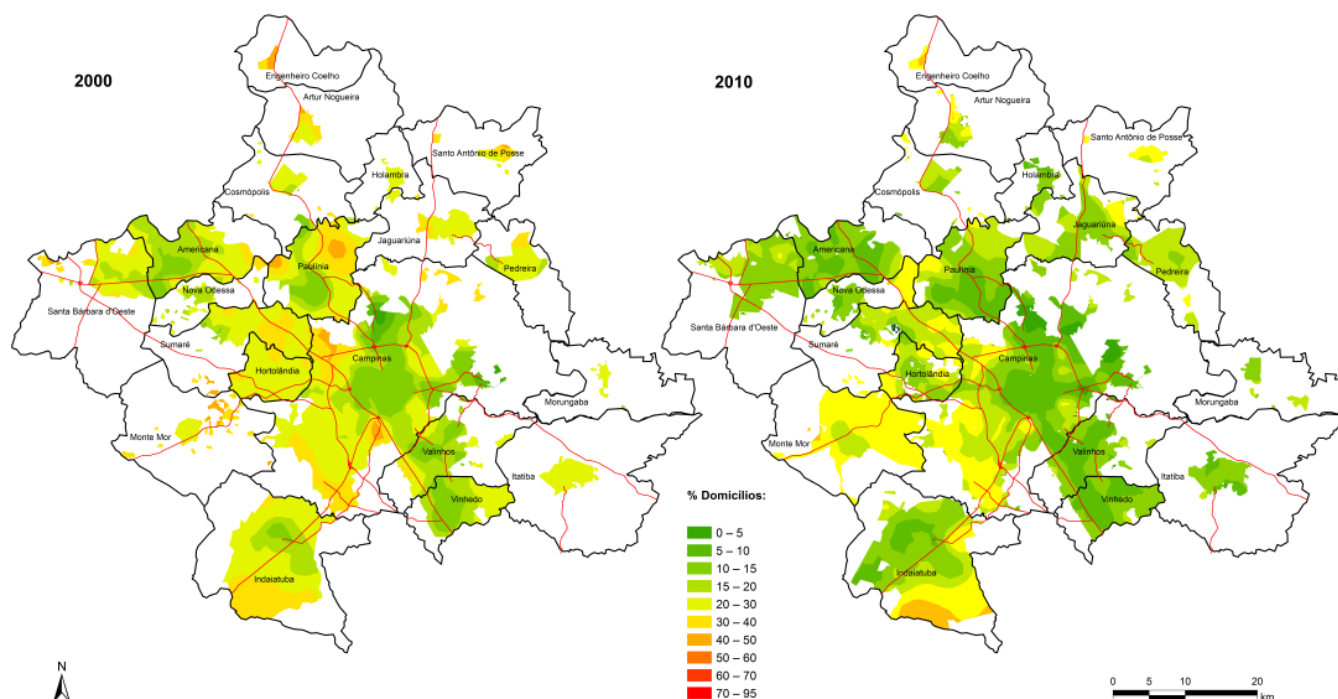 2000
Engenheiro Coelho
Artur Nogueira
Santo Antônio de Posse
Holambra
Cosmópolis
Americana
Jaguariúna
Paulínia
Pedreira
Nova Odessa
Santa Bárbara d'Oeste
Sumaré
Campinas
Hortolândia
Morungaba
Monte Mor
Valinhos
Itatiba
Vinhedo
Indaiatuba
N
2010
Engenheiro Coelho
Artur Nogueira
Santo Antônio de Posse
Holambra
Cosmópolis
Jaguariúna
Americana
Paulínia
Pedreira
Nova Odessa
Santa Bárbara d'Oeste
Sumaré
Campinas
Hortolândia
Morungaba
Monte Mor
Valinhos
Itatiba
Vinhedo
Indaiatuba
% Domicílios:
0 – 5
5 – 10
10 – 15
15 – 20
20 – 30
30 – 40
40 – 50
50 – 60
60 – 70
70 – 95
0 5 10 20
km